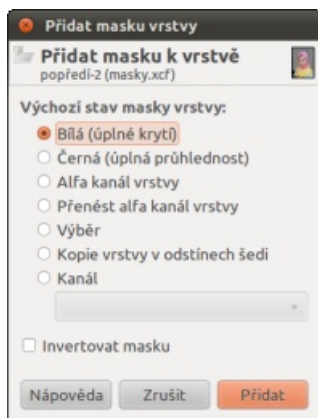 Přidat masku vrstvy
Přidat masku k vrstvě
popředí-2 (masky.xcf)
Výchozí stav masky vrstvy:
Bílá (úplné krytí)
Černá (úplná průhlednost)
Alfa kanál vrstvy
Přenést alfa kanál vrstvy
Výběr
Kopie vrstvy v odstínech šedi
Kanál
Invertovat masku
Nápověda Zrušit Přidat